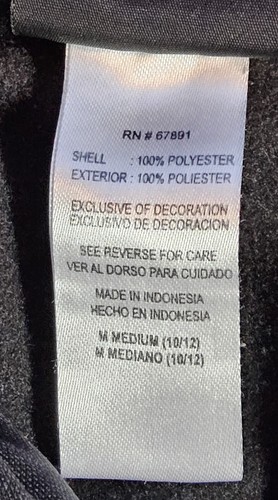 RN # 67891
SHELL : 100% POLYESTER
EXTERIOR : 100% POLIESTER
EXCLUSIVE OF DECORATION
EXCLUSIVO DE DECORACION
SEE REVERSE FOR CARE
VER AL DORSO PARA CUIDADO
MADE IN INDONESIA
HECHO EN INDONESIA
M MEDIUM (10/12)
M MEDIANO (10/12)